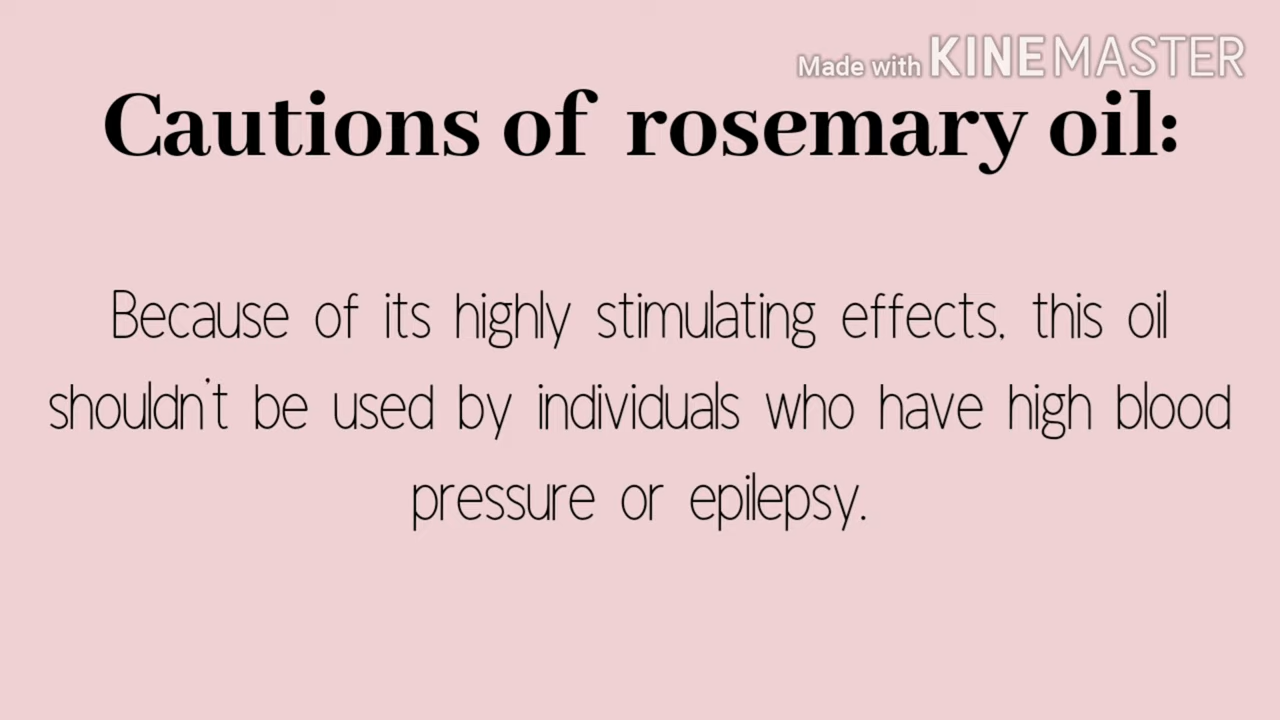 Made with KINEMASTER
Cautions of rosemary oil:
Because of its highly stimulating effects, this oil
shouldn't be used by individuals who have high blood
pressure or epilepsy.